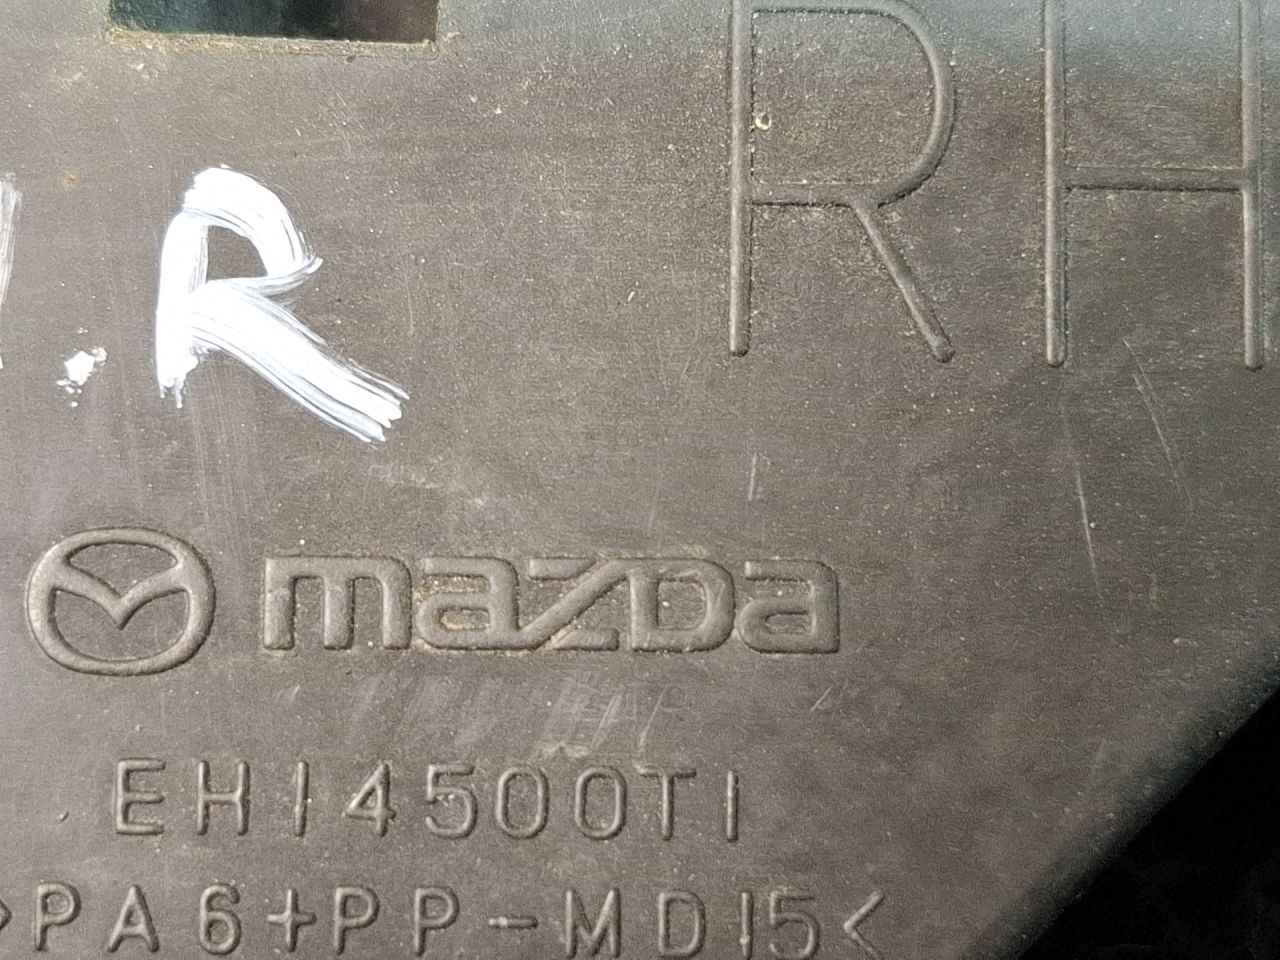 RH
.R
mazda
EH14500T1
>PA6+PP-MD15<